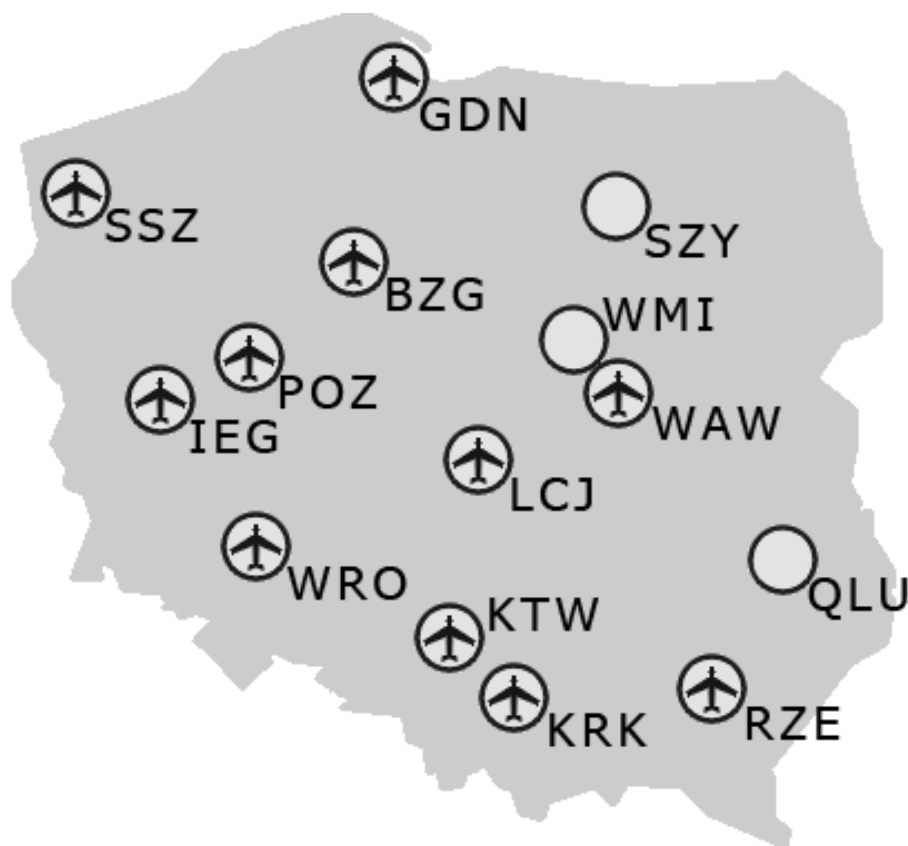 GDN
SSZ
SZY
BZG
WMI
POZ
WAW
IEG
LCJ
WRO
QLU
KTW
KRK
RZE